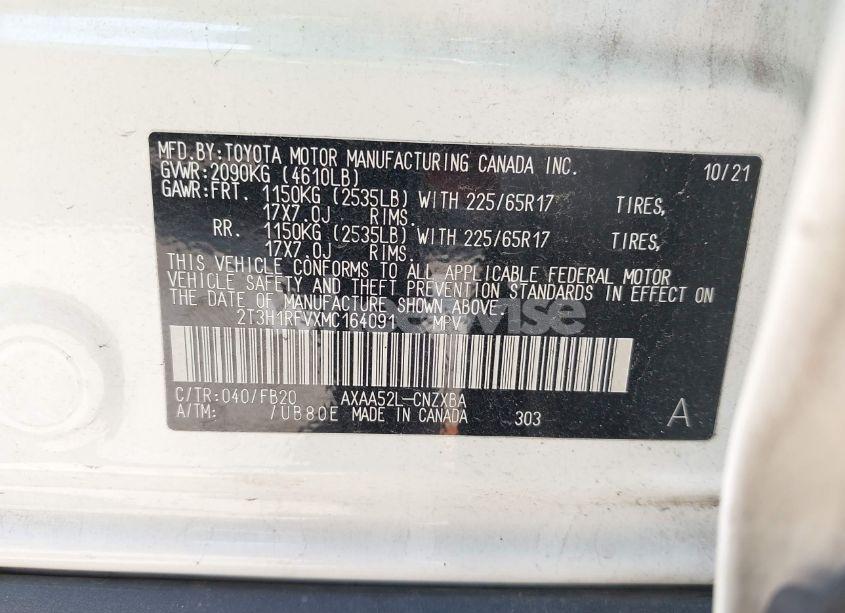 MFD.BY:TOYOTA MOTOR MANUFACTURING CANADA INC. 10/21
GVWR:2090KG (4610LB)
GAWR:FRT. 1150KG (2535LB) WITH 225/65R17 TIRES,
17X7.0J RIMS.
RR. 1150KG (2535LB) WITH 225/65R17 TIRES,
17X7.0J RIMS.
THIS VEHICLE CONFORMS TO ALL APPLICABLE FEDERAL MOTOR
VEHICLE SAFETY AND THEFT PREVENTION STANDARDS IN EFFECT ON
THE DATE OF MANUFACTURE SHOWN ABOVE.
2T3H1RFVXMC164091 MPV
C/TR:040/FB20 AXAA52L-CNZXBA
A/TM: /UB80E MADE IN CANADA 303 A